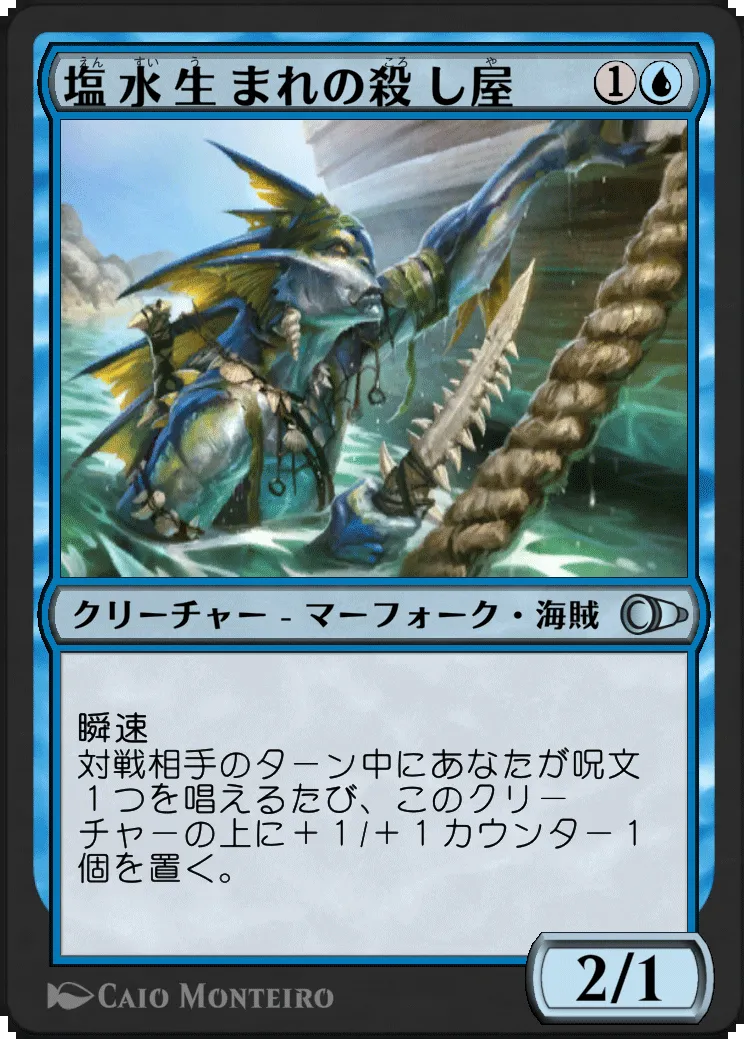 塩水生まれの殺し屋 1
えん すい う ころ や
クリーチャー - マーフォーク・海賊
瞬速
対戦相手のターン中にあなたが呪文
１つを唱えるたび、このクリー
チャーの上に＋１/＋１カウンター１
個を置く。
2/1
CAIO MONTEIRO